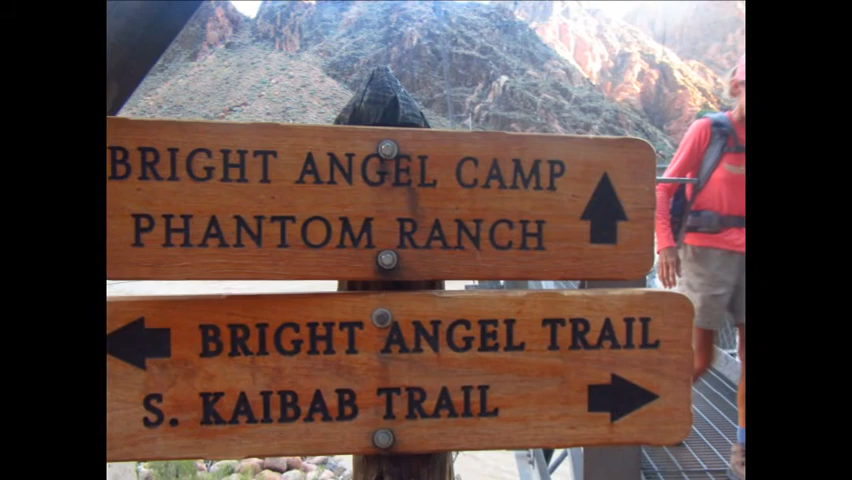 BRIGHT ANGEL CAMP
PHANTOM RANCH
BRIGHT ANGEL TRAIL
S. KAIBAB TRAIL